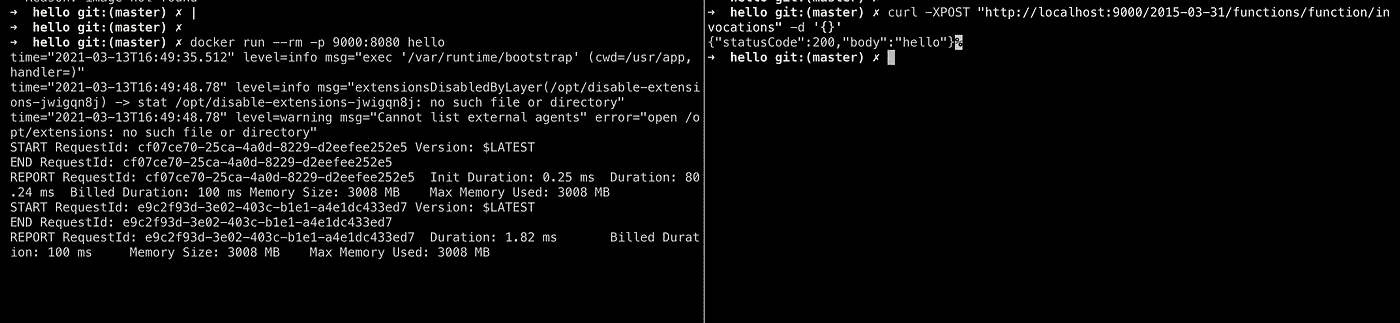 ➜  hello git:(master) ✗ |
➜  hello git:(master) ✗
➜  hello git:(master) ✗ docker run --rm -p 9000:8080 hello
time="2021-03-13T16:49:35.512" level=info msg="exec '/var/runtime/bootstrap' (cwd=/usr/app,
handler=)"
time="2021-03-13T16:49:48.78" level=info msg="extensionsDisabledByLayer(/opt/disable-extensi
ons-jwigqn8j) -> stat /opt/disable-extensions-jwigqn8j: no such file or directory"
time="2021-03-13T16:49:48.78" level=warning msg="Cannot list external agents" error="open /o
pt/extensions: no such file or directory"
START RequestId: cf07ce70-25ca-4a0d-8229-d2eefee252e5 Version: $LATEST
END RequestId: cf07ce70-25ca-4a0d-8229-d2eefee252e5
REPORT RequestId: cf07ce70-25ca-4a0d-8229-d2eefee252e5  Init Duration: 0.25 ms  Duration: 80
.24 ms  Billed Duration: 100 ms Memory Size: 3008 MB    Max Memory Used: 3008 MB
START RequestId: e9c2f93d-3e02-403c-b1e1-a4e1dc433ed7 Version: $LATEST
END RequestId: e9c2f93d-3e02-403c-b1e1-a4e1dc433ed7
REPORT RequestId: e9c2f93d-3e02-403c-b1e1-a4e1dc433ed7  Duration: 1.82 ms       Billed Durat
ion: 100 ms     Memory Size: 3008 MB    Max Memory Used: 3008 MB
➜  hello git:(master) ✗ curl -XPOST "http://localhost:9000/2015-03-31/functions/function/in
vocations" -d '{}'
{"statusCode":200,"body":"hello"}%
➜  hello git:(master) ✗